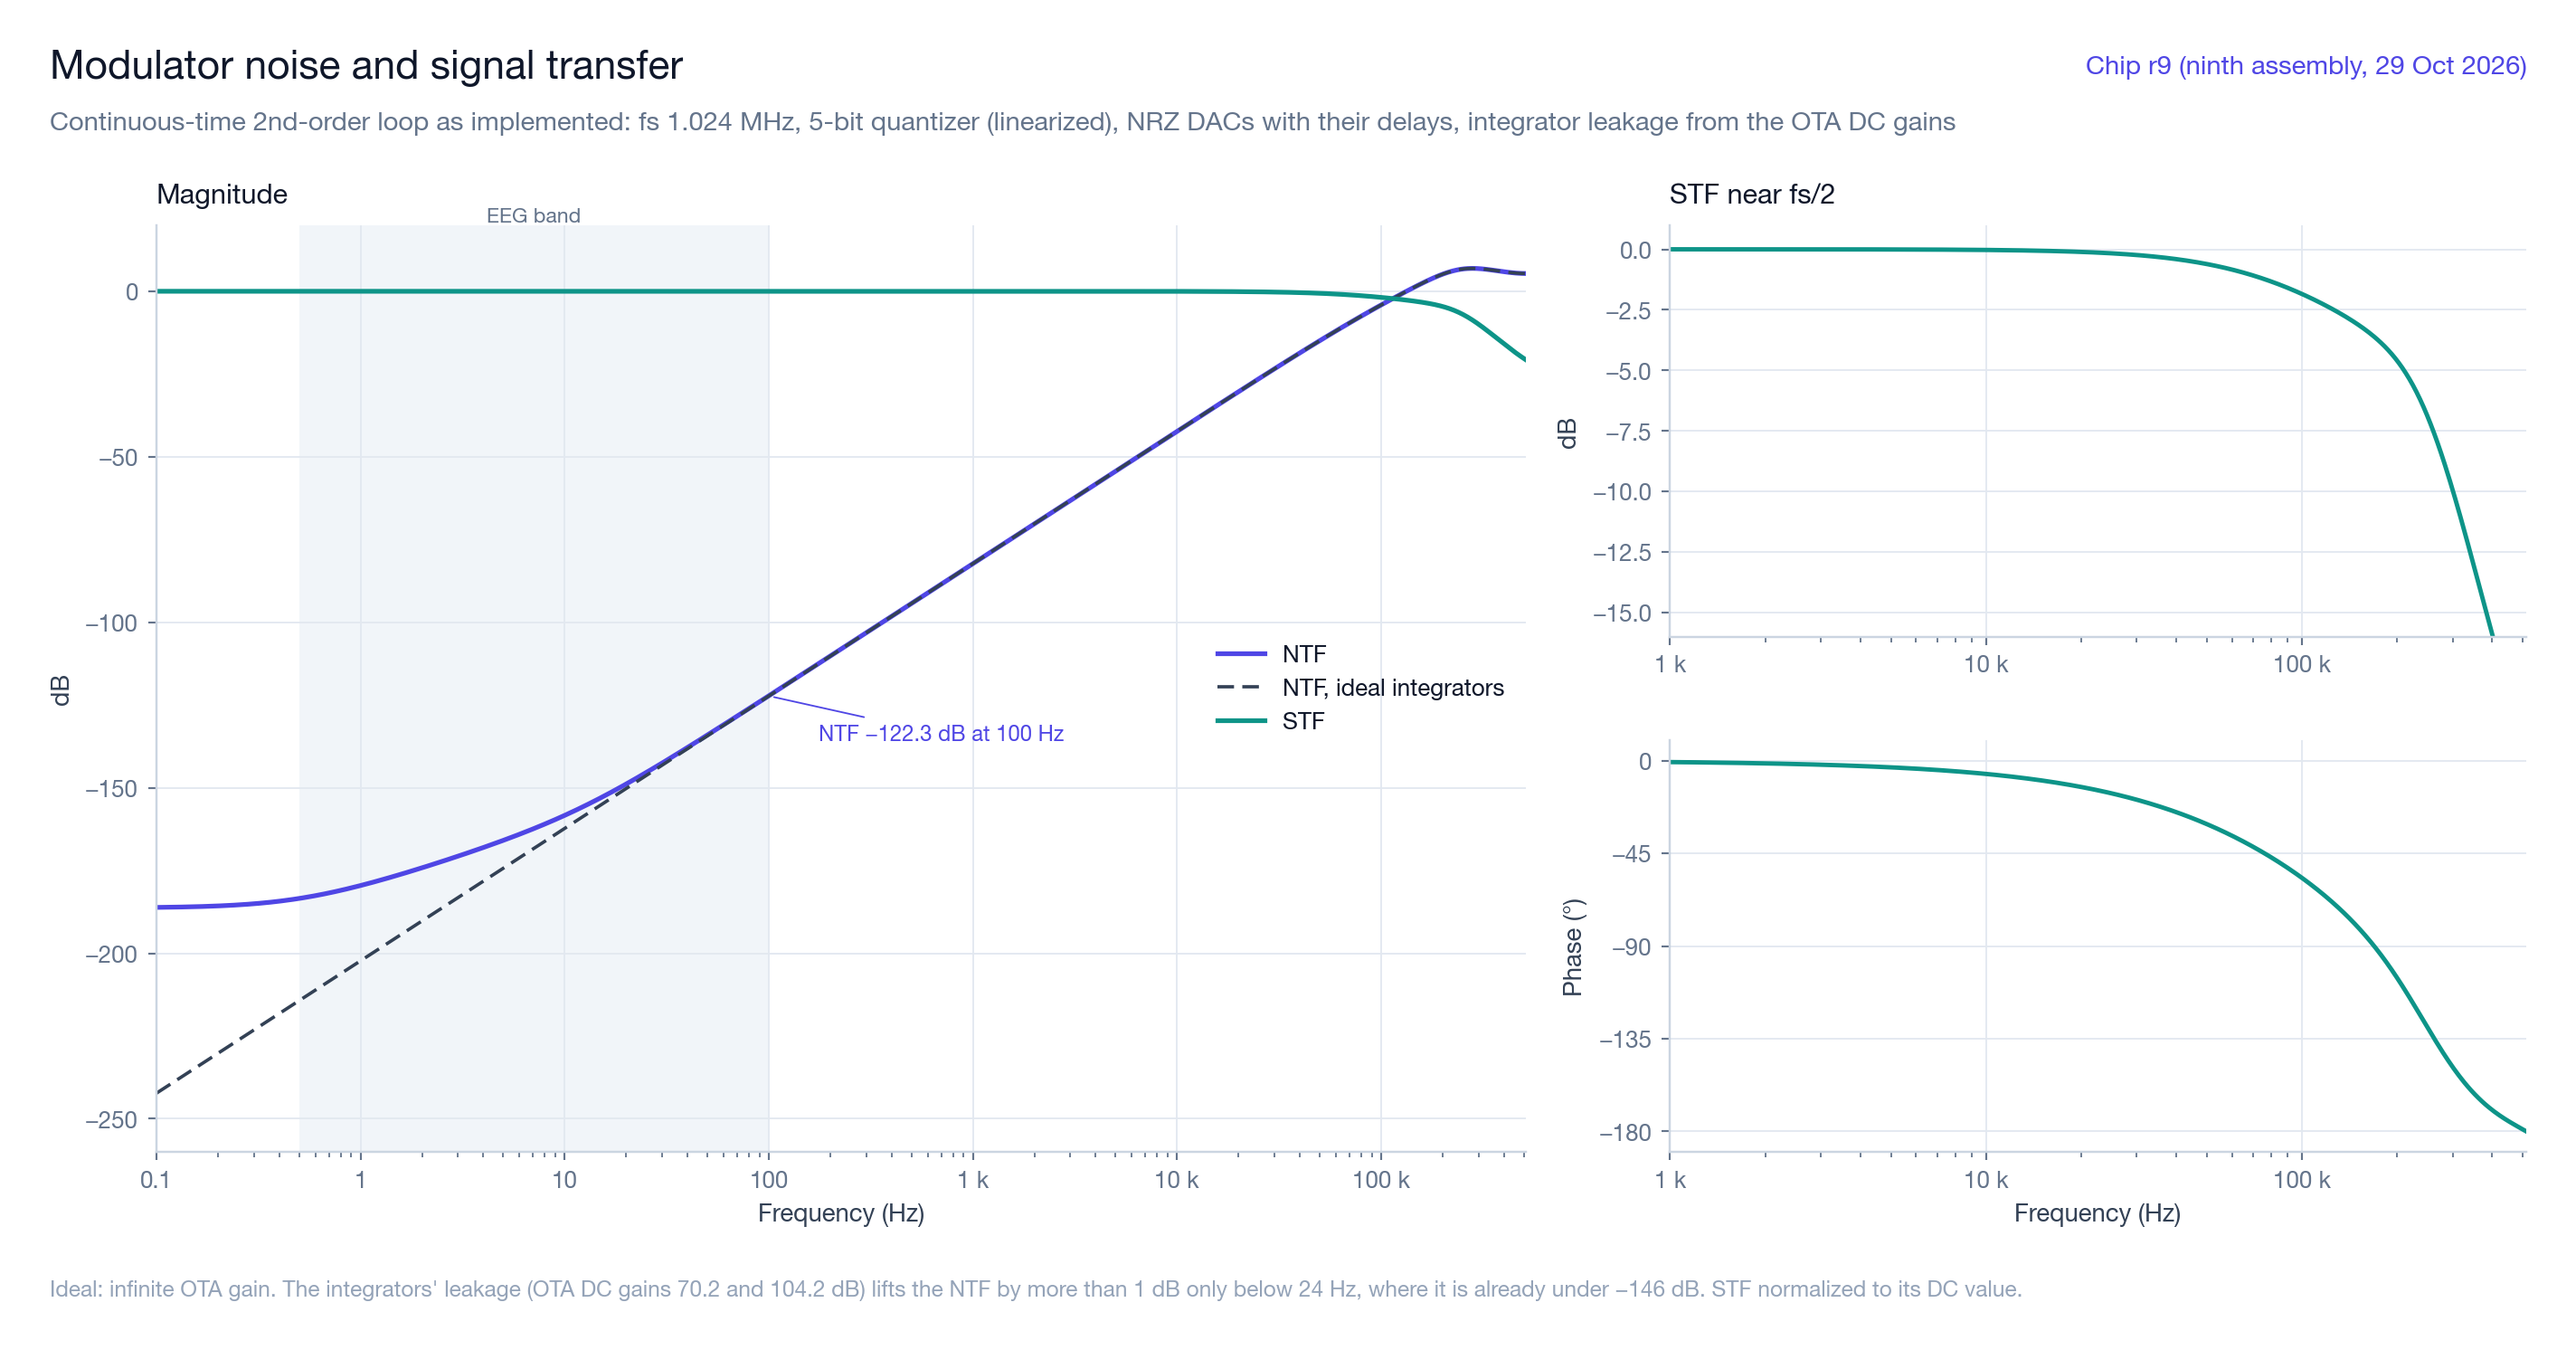 Modulator noise and signal transfer
Chip r9 (ninth assembly, 29 Oct 2026)
Continuous-time 2nd-order loop as implemented: fs 1.024 MHz, 5-bit quantizer (linearized), NRZ DACs with their delays, integrator leakage from the OTA DC gains
Magnitude
EEG band
0
−50
−100
−150
−200
−250
dB
NTF −122.3 dB at 100 Hz
NTF
NTF, ideal integrators
STF
0.1
1
10
100
1 k
10 k
100 k
Frequency (Hz)
STF near fs/2
0.0
−2.5
−5.0
−7.5
−10.0
−12.5
−15.0
dB
1 k
10 k
100 k
0
−45
−90
−135
−180
Phase (°)
1 k
10 k
100 k
Frequency (Hz)
Ideal: infinite OTA gain. The integrators' leakage (OTA DC gains 70.2 and 104.2 dB) lifts the NTF by more than 1 dB only below 24 Hz, where it is already under −146 dB. STF normalized to its DC value.